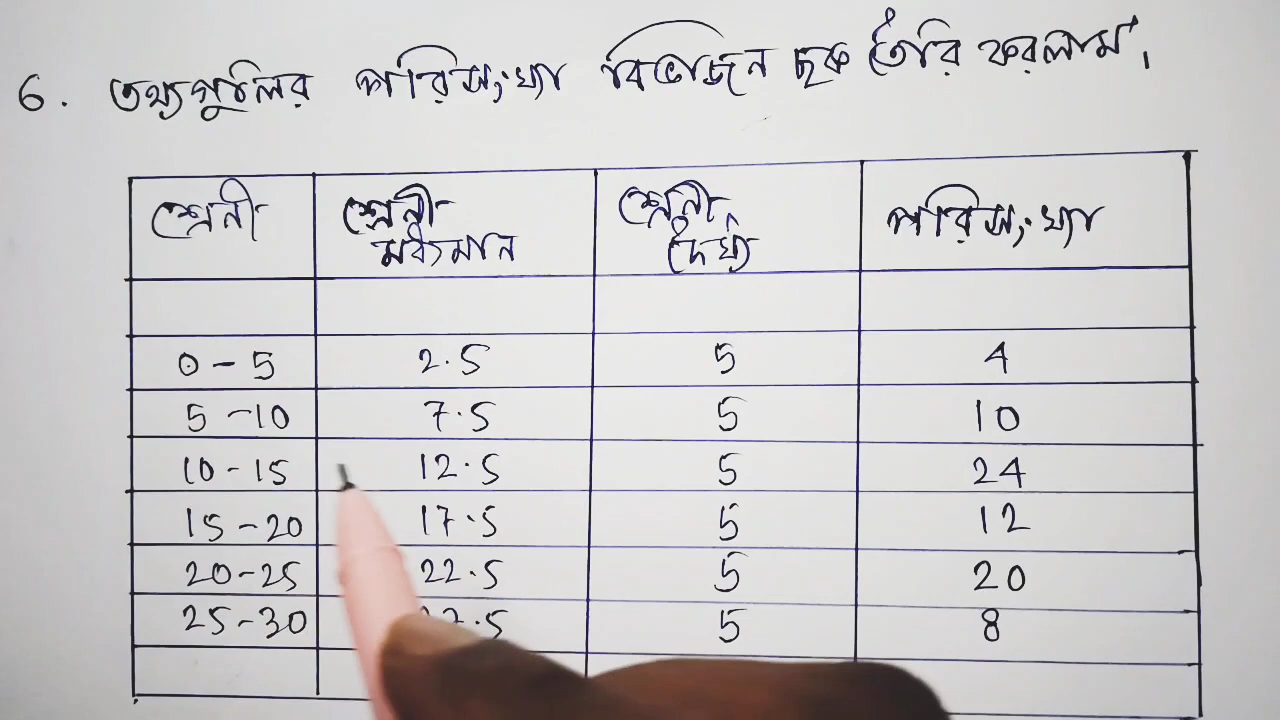 6. তথ্যগুলির পরিসংখ্যা বিভাজন ছক তৈরি করলাম।
শ্রেনী শ্রেনী মধ্যমান শ্রেনী দৈর্ঘ্য পরিসংখ্যা
0-5 2.5 5 4
5-10 7.5 5 10
10-15 12.5 5 24
15-20 17.5 5 12
20-25 22.5 5 20
25-30 .5 5 8